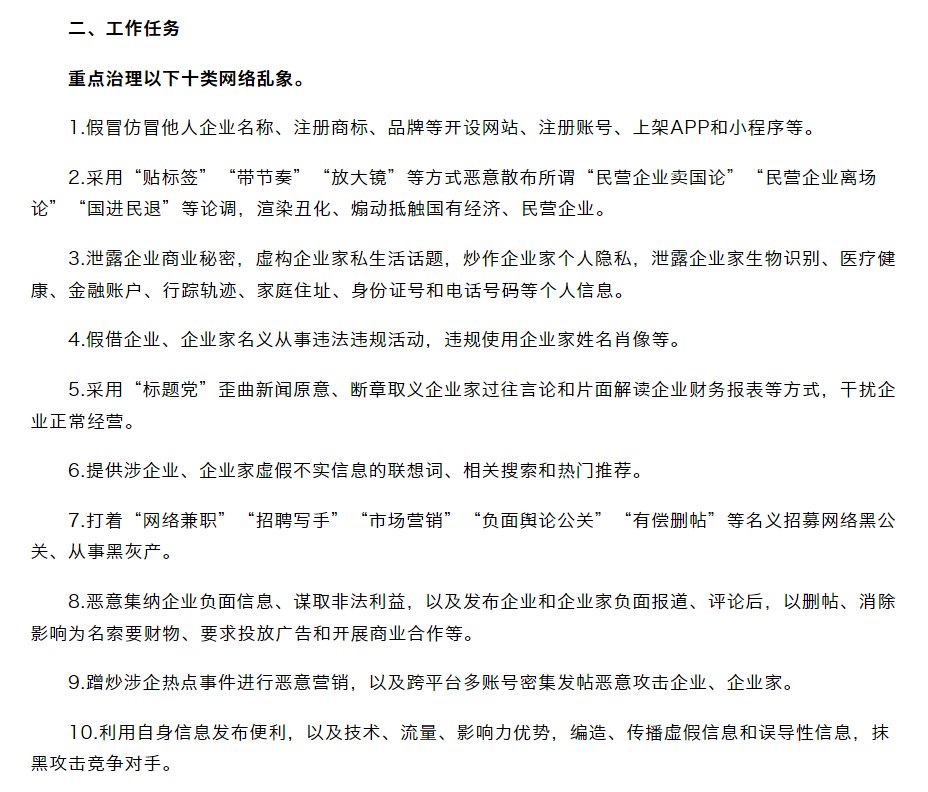 二、工作任务
重点治理以下十类网络乱象。
1.假冒仿冒他人企业名称、注册商标、品牌等开设网站、注册账号、上架APP和小程序等。
2.采用“贴标签”“带节奏”“放大镜”等方式恶意散布所谓“民营企业卖国论”“民营企业离场
论”“国进民退”等论调，渲染丑化、煽动抵触国有经济、民营企业。
3.泄露企业商业秘密，虚构企业家私生活话题，炒作企业家个人隐私，泄露企业家生物识别、医疗健
康、金融账户、行踪轨迹、家庭住址、身份证号和电话号码等个人信息。
4.假借企业、企业家名义从事违法违规活动，违规使用企业家姓名肖像等。
5.采用“标题党”歪曲新闻原意、断章取义企业家过往言论和片面解读企业财务报表等方式，干扰企
业正常经营。
6.提供涉企业、企业家虚假不实信息的联想词、相关搜索和热门推荐。
7.打着“网络兼职”“招聘写手”“市场营销”“负面舆论公关”“有偿删帖”等名义招募网络黑公
关、从事黑灰产。
8.恶意集纳企业负面信息、谋取非法利益，以及发布企业和企业家负面报道、评论后，以删帖、消除
影响为名索要财物、要求投放广告和开展商业合作等。
9.蹭炒涉企热点事件进行恶意营销，以及跨平台多账号密集发帖恶意攻击企业、企业家。
10.利用自身信息发布便利，以及技术、流量、影响力优势，编造、传播虚假信息和误导性信息，抹
黑攻击竞争对手。